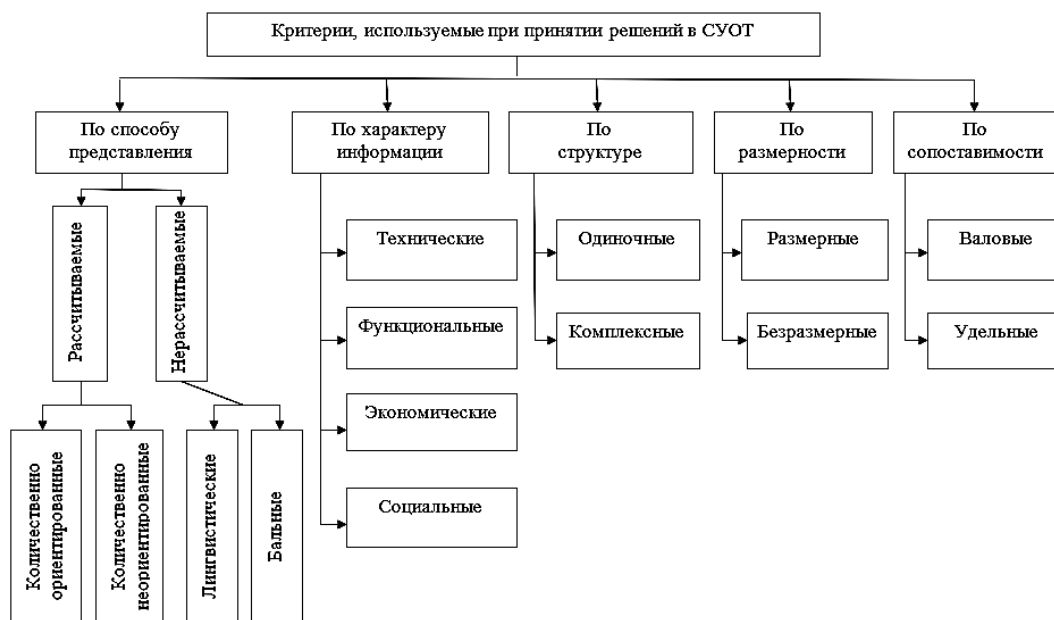 Критерии, используемые при принятии решений в СУОТ
По способу
представления
По характеру
информации
По
структуре
По
размерности
По
сопоставимости
Рассчитываемые
Нерассчитываемые
Количественно
ориентированные
Количественно
неориентированные
Лингвистические
Бальные
Технические
Функциональные
Экономические
Социальные
Одиночные
Комплексные
Размерные
Безразмерные
Валовые
Удельные